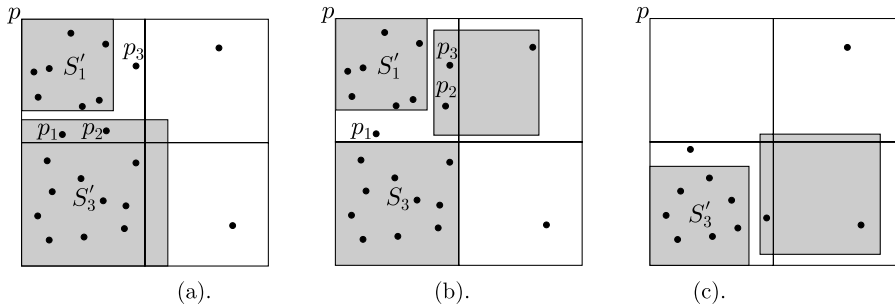 p
S′₁
p₃
p₁ p₂
S′₃
(a).
p
S′₁
p₃
p₂
p₁
S₃
(b).
p
S′₃
(c).